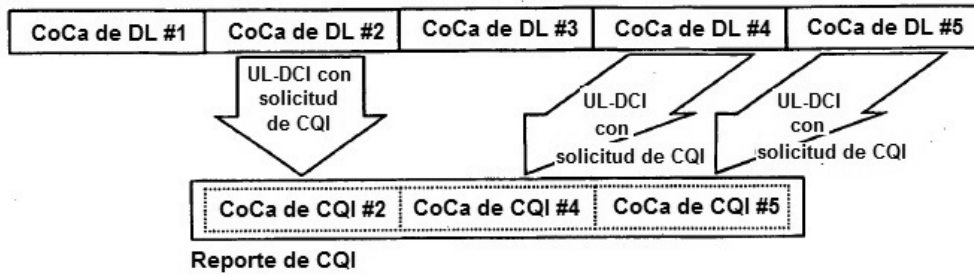 CoCa de DL #1 CoCa de DL #2 CoCa de DL #3 CoCa de DL #4 CoCa de DL #5
UL-DCI con
solicitud
de CQI
UL-DCI
con
solicitud de CQI
UL-DCI
con
solicitud de CQI
CoCa de CQI #2 CoCa de CQI #4 CoCa de CQI #5
Reporte de CQI